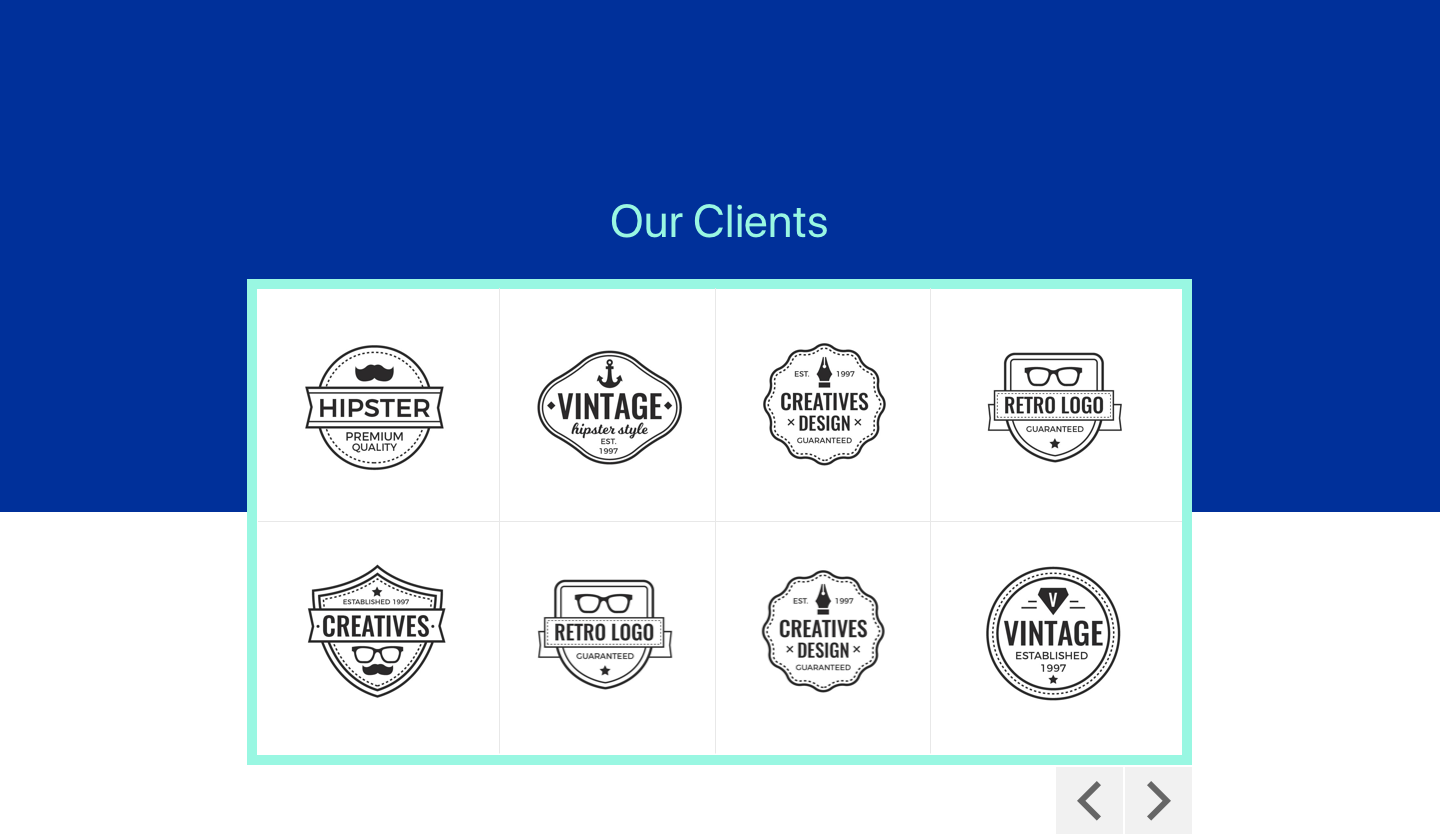 Our Clients
HIPSTER
PREMIUM
QUALITY
VINTAGE
hipster style
EST.
1997
EST. 1997
CREATIVES
DESIGN
GUARANTEED
RETRO LOGO
GUARANTEED
ESTABLISHED 1997
CREATIVES
RETRO LOGO
GUARANTEED
EST. 1997
CREATIVES
DESIGN
GUARANTEED
V
VINTAGE
ESTABLISHED
1997